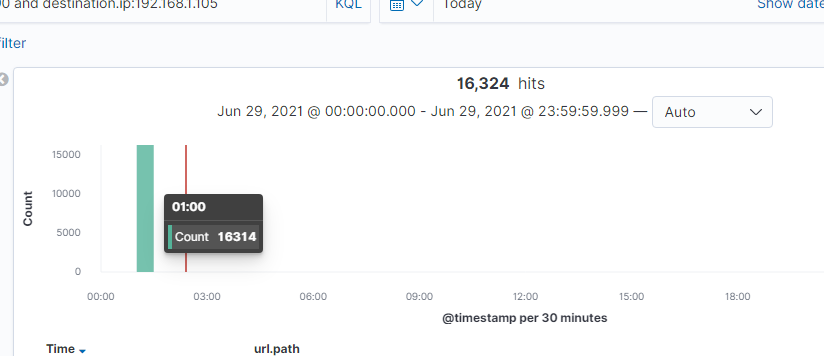 00 and destination.ip:192.168.1.105 KQL Today Show date
filter
16,324 hits
Jun 29, 2021 @ 00:00:00.000 - Jun 29, 2021 @ 23:59:59.999 — Auto
15000
10000
5000
0
Count
01:00
Count 16314
00:00 03:00 06:00 09:00 12:00 15:00 18:00
@timestamp per 30 minutes
Time url.path